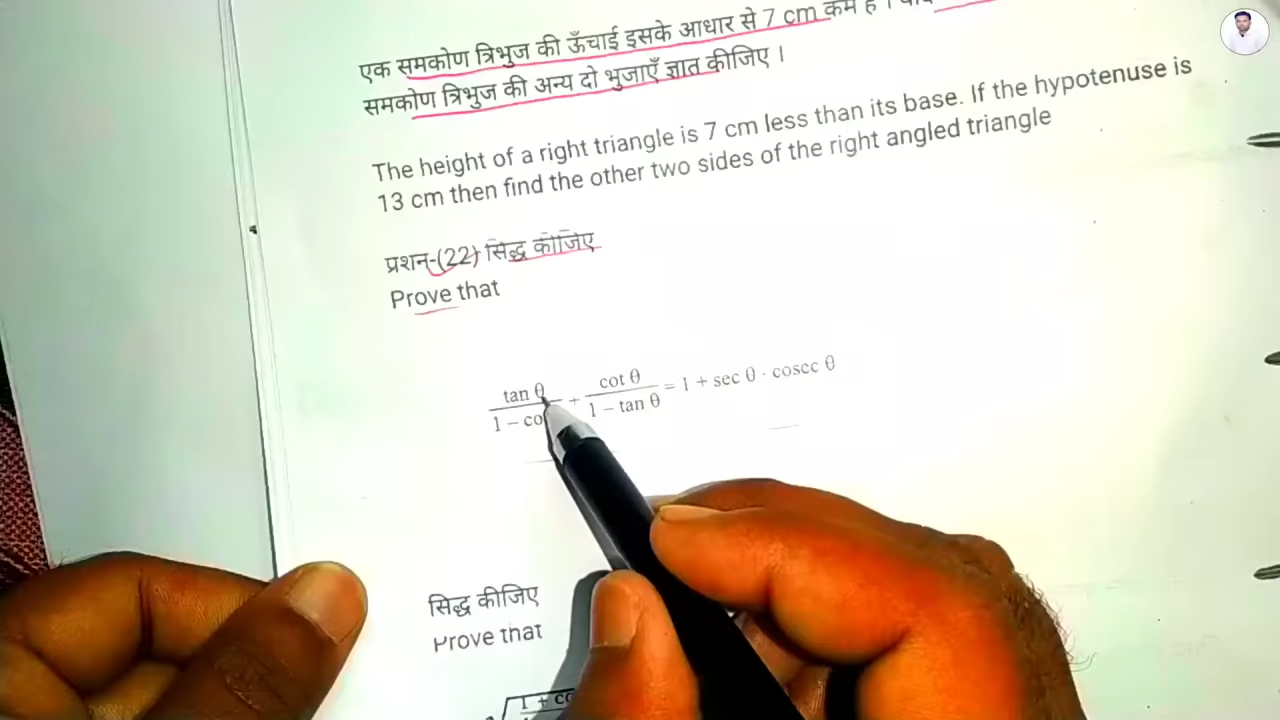 एक समकोण त्रिभुज की ऊँचाई इसके आधार से 7 cm कम है ।
समकोण त्रिभुज की अन्य दो भुजाएँ ज्ञात कीजिए ।
The height of a right triangle is 7 cm less than its base. If the hypotenuse is
13 cm then find the other two sides of the right angled triangle
प्रशन-(22) सिद्ध कीजिए
Prove that
tan θ cot θ
= 1 + sec θ · cosec θ
1 – 1 – tan θ
सिद्ध कीजिए
Prove that